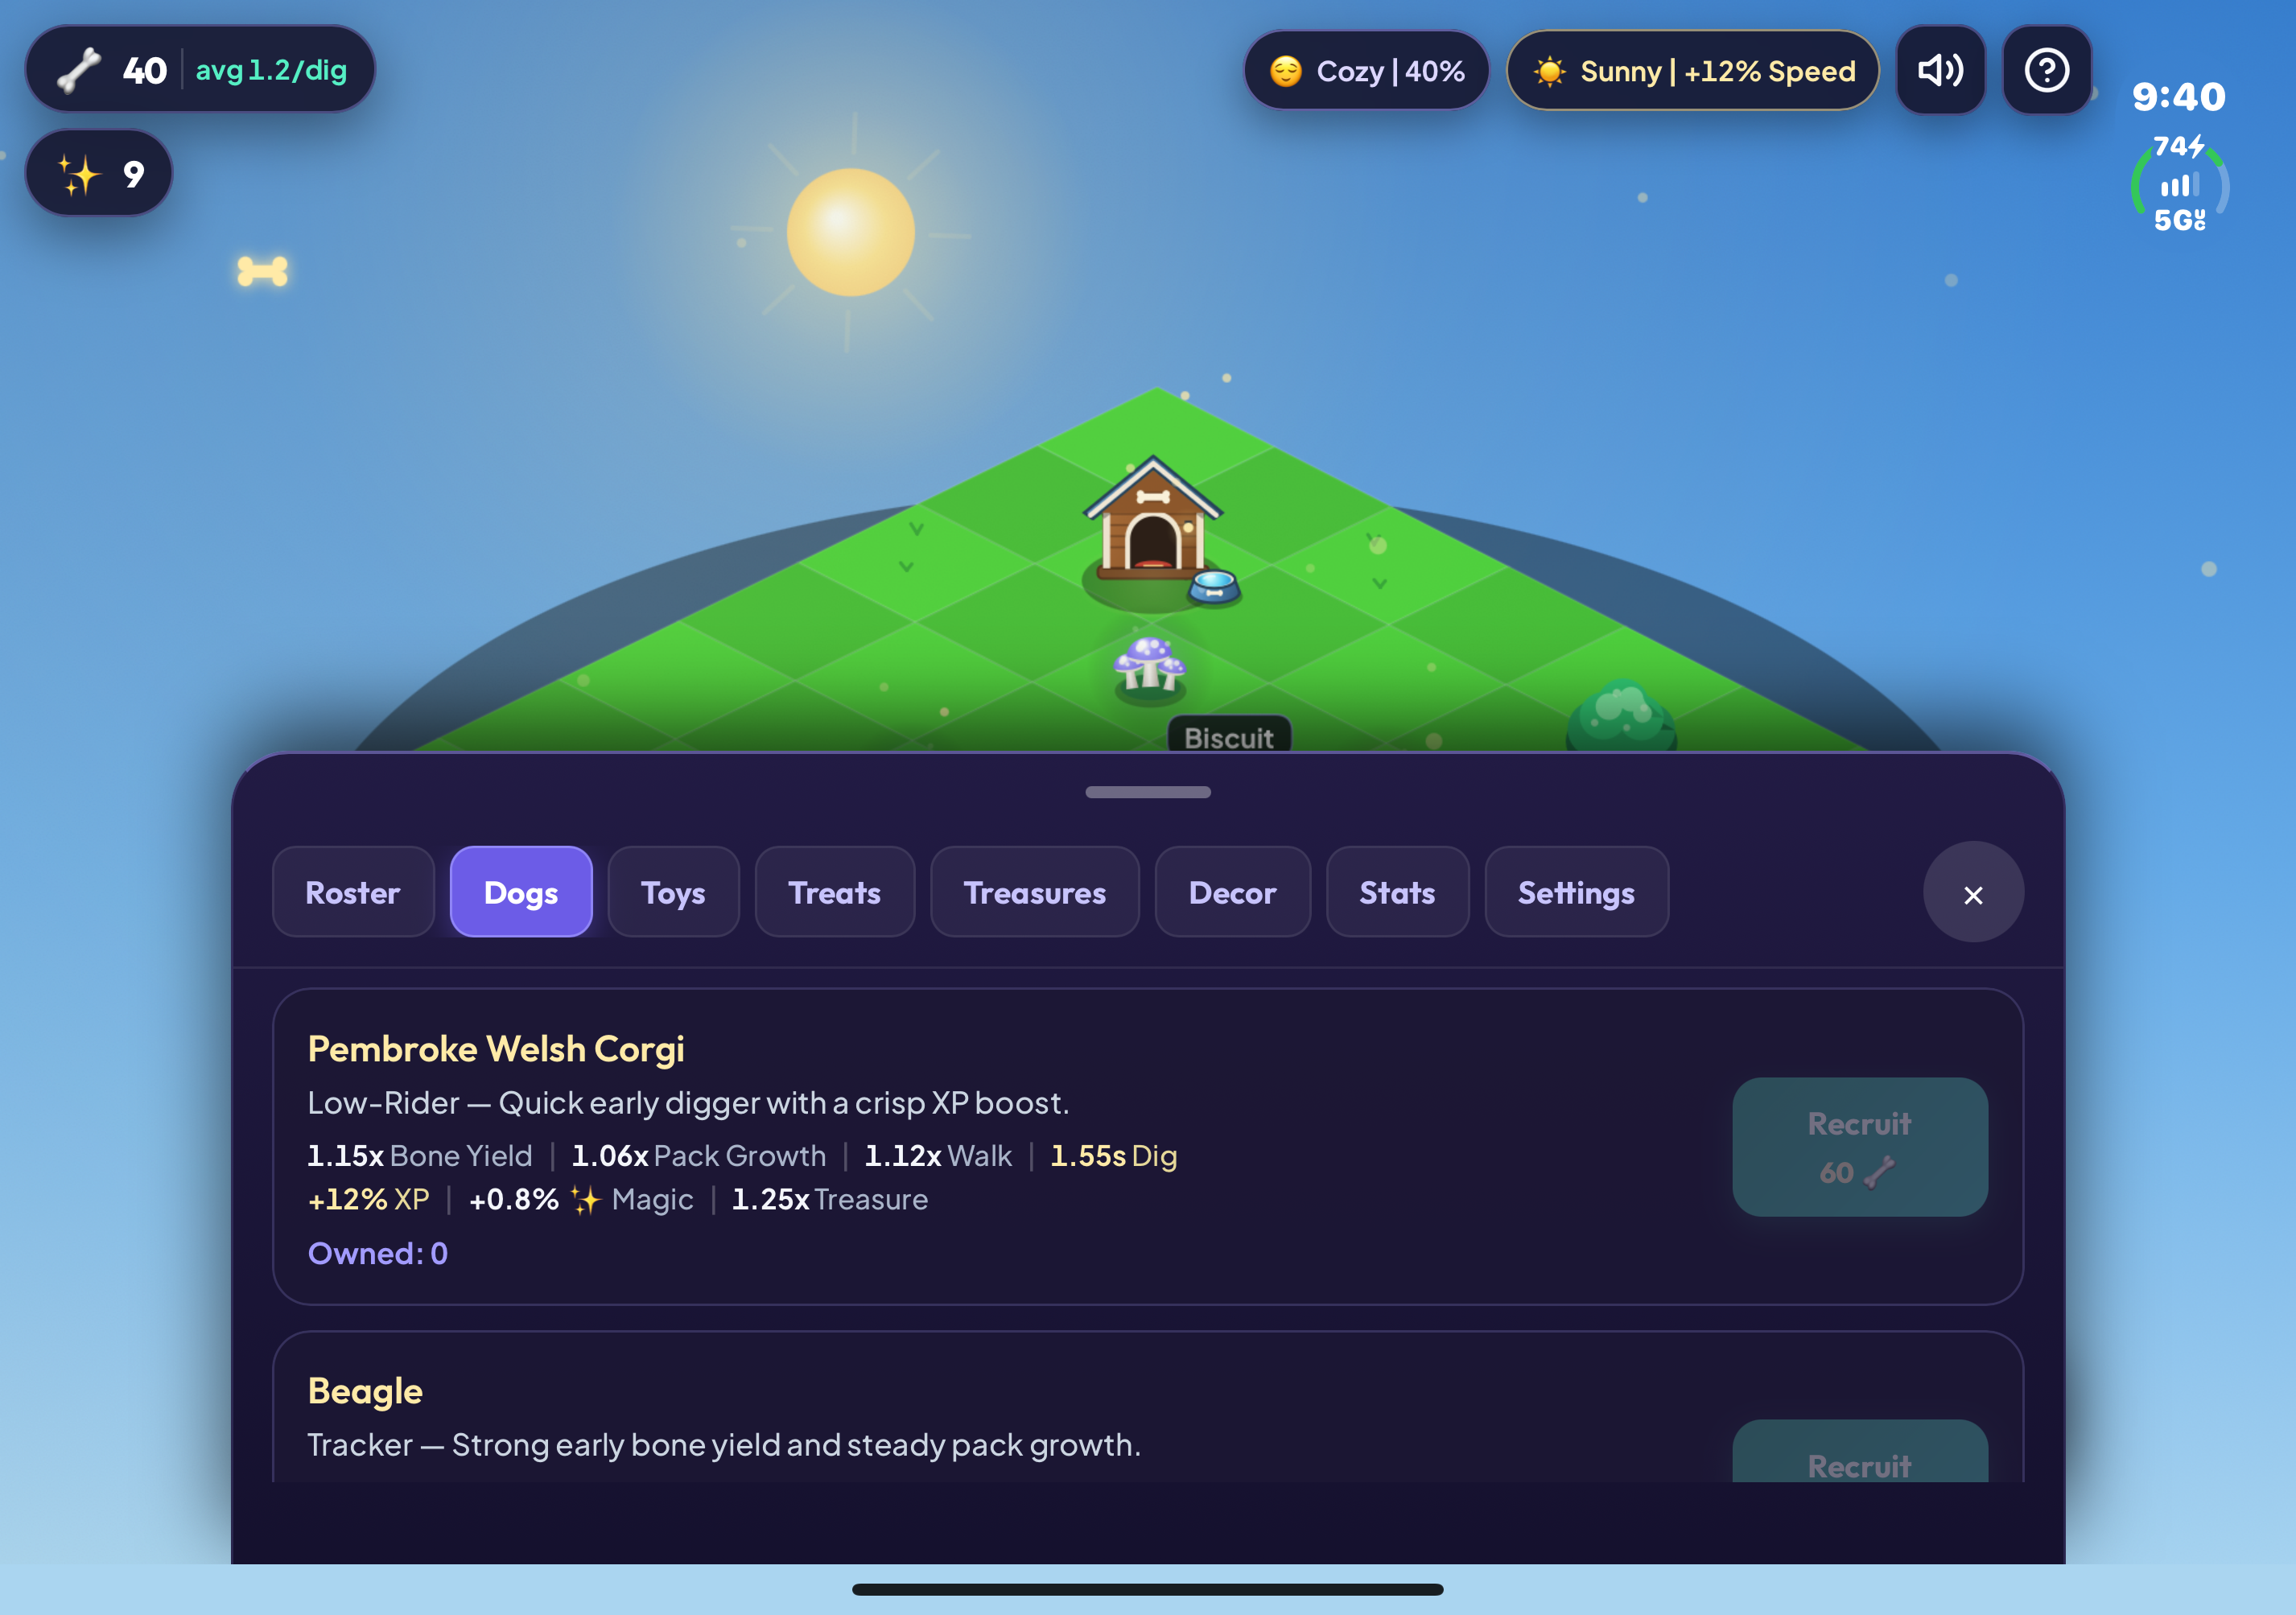 40 | avg 1.2/dig
Cozy | 40%
Sunny | +12% Speed
9:40
9
74
5G UC
Biscuit
Roster
Dogs
Toys
Treats
Treasures
Decor
Stats
Settings
×
Pembroke Welsh Corgi
Low-Rider — Quick early digger with a crisp XP boost.
1.15x Bone Yield | 1.06x Pack Growth | 1.12x Walk | 1.55s Dig
+12% XP | +0.8% ✨ Magic | 1.25x Treasure
Owned: 0
Recruit
60
Beagle
Tracker — Strong early bone yield and steady pack growth.
Recruit